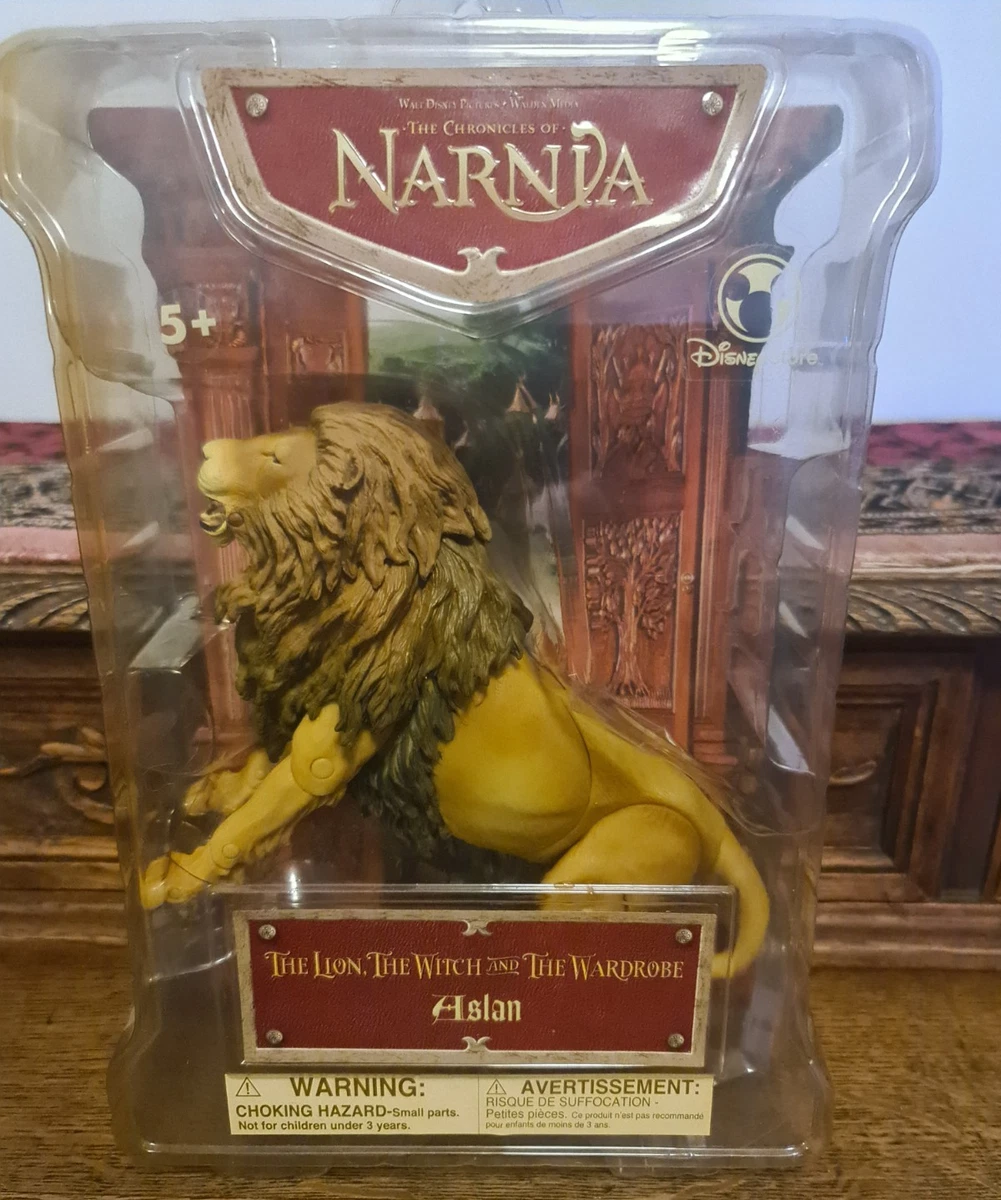 WALT DISNEY PICTURES • WALDEN MEDIA
·THE CHRONICLES OF·
NARNIA
5+
DISNEY Store™
THE LION, THE WITCH AND THE WARDROBE
Aslan
⚠ WARNING:
CHOKING HAZARD-Small parts.
Not for children under 3 years.
⚠ AVERTISSEMENT:
RISQUE DE SUFFOCATION -
Petites pièces. Ce produit n'est pas recommandé
pour enfants de moins de 3 ans.